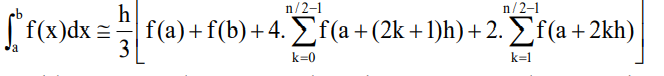 ∫_a^b f(x)dx ≅ h/3 [ f(a) + f(b) + 4. ∑_{k=0}^{n/2−1} f(a + (2k +1)h) + 2. ∑_{k=1}^{n/2−1} f(a + 2kh) ]